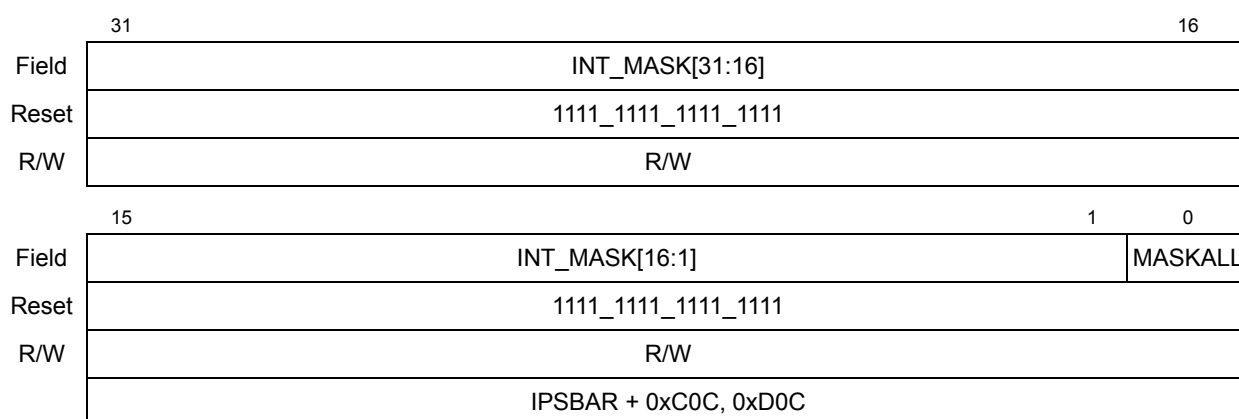 31 16
Field INT_MASK[31:16]
Reset 1111_1111_1111_1111
R/W R/W
15 1 0
Field INT_MASK[16:1] MASKALL
Reset 1111_1111_1111_1111
R/W R/W
IPSBAR + 0xC0C, 0xD0C